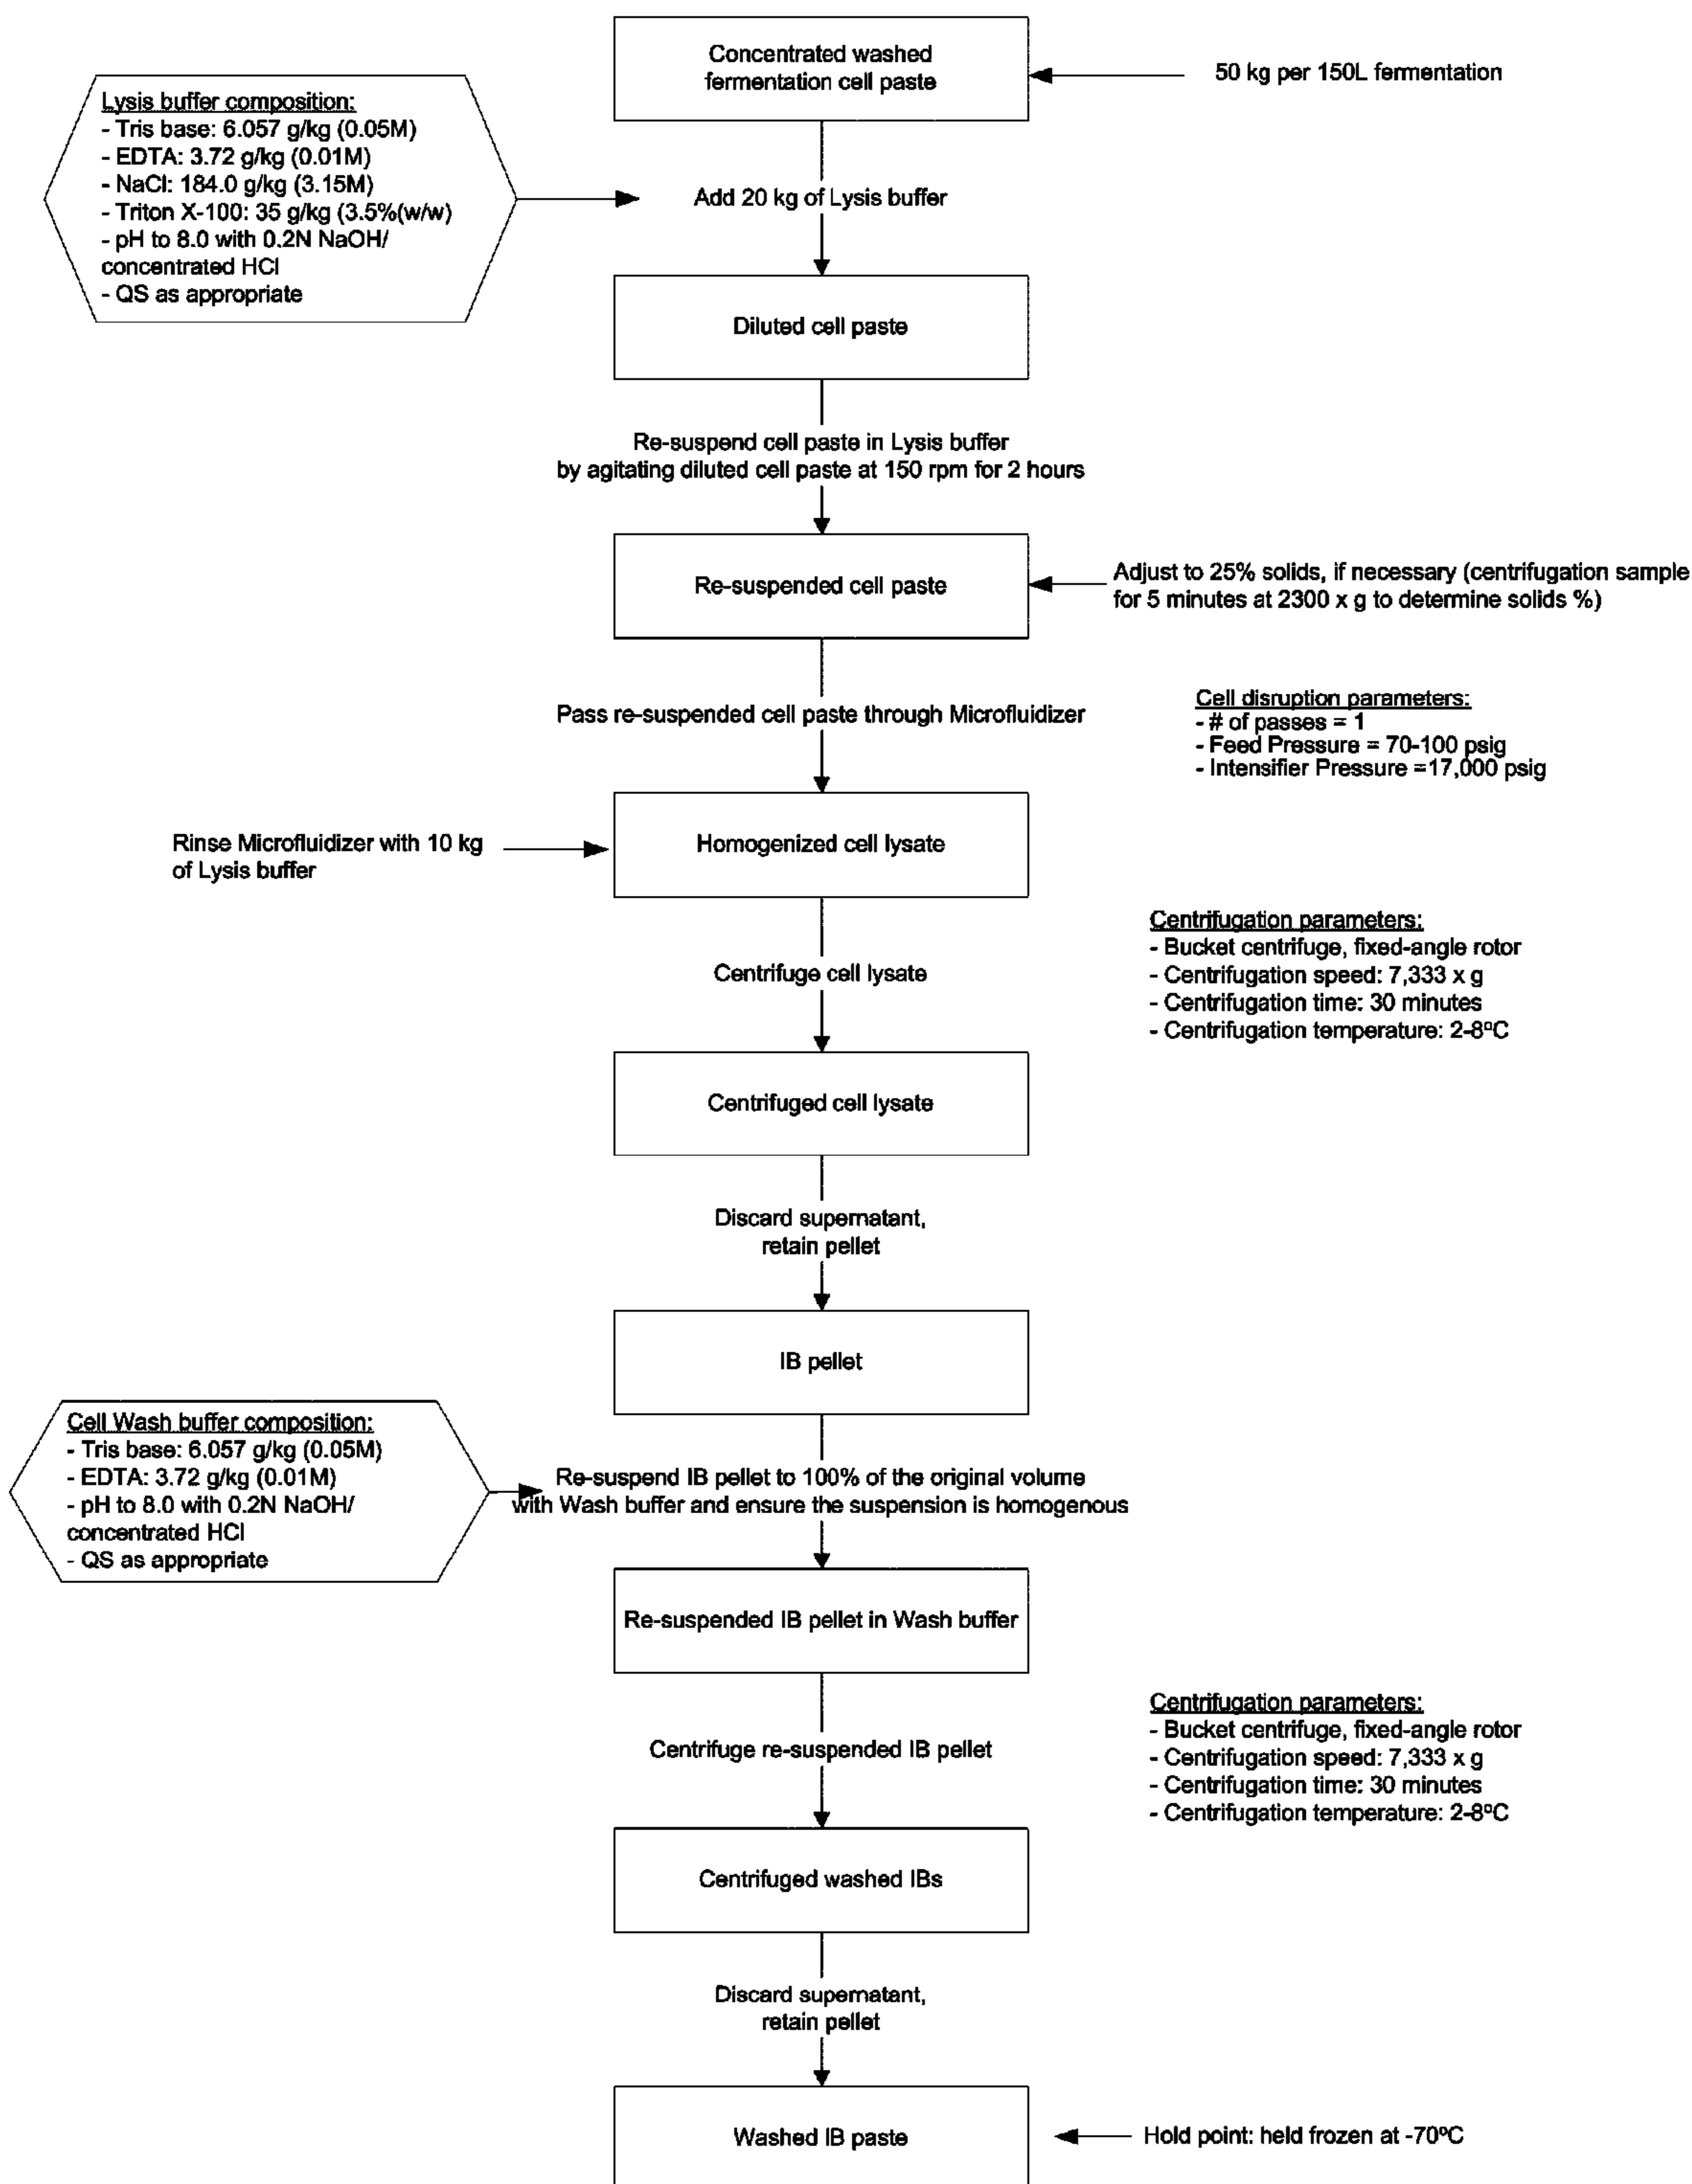 Concentrated washed
fermentation cell paste
50 kg per 150L fermentation
Lysis buffer composition:
- Tris base: 6.057 g/kg (0.05M)
- EDTA: 3.72 g/kg (0.01M)
- NaCl: 184.0 g/kg (3.15M)
- Triton X-100: 35 g/kg (3.5%(w/w)
- pH to 8.0 with 0.2N NaOH/
concentrated HCl
- QS as appropriate
Add 20 kg of Lysis buffer
Diluted cell paste
Re-suspend cell paste in Lysis buffer
by agitating diluted cell paste at 150 rpm for 2 hours
Re-suspended cell paste
Adjust to 25% solids, if necessary (centrifugation sample
for 5 minutes at 2300 x g to determine solids %)
Pass re-suspended cell paste through Microfluidizer
Cell disruption parameters:
- # of passes = 1
- Feed Pressure = 70-100 psig
- Intensifier Pressure =17,000 psig
Homogenized cell lysate
Rinse Microfluidizer with 10 kg
of Lysis buffer
Centrifuge cell lysate
Centrifugation parameters:
- Bucket centrifuge, fixed-angle rotor
- Centrifugation speed: 7,333 x g
- Centrifugation time: 30 minutes
- Centrifugation temperature: 2-8ºC
Centrifuged cell lysate
Discard supernatant,
retain pellet
IB pellet
Cell Wash buffer composition:
- Tris base: 6.057 g/kg (0.05M)
- EDTA: 3.72 g/kg (0.01M)
- pH to 8.0 with 0.2N NaOH/
concentrated HCl
- QS as appropriate
Re-suspend IB pellet to 100% of the original volume
with Wash buffer and ensure the suspension is homogenous
Re-suspended IB pellet in Wash buffer
Centrifuge re-suspended IB pellet
Centrifugation parameters:
- Bucket centrifuge, fixed-angle rotor
- Centrifugation speed: 7,333 x g
- Centrifugation time: 30 minutes
- Centrifugation temperature: 2-8ºC
Centrifuged washed IBs
Discard supernatant,
retain pellet
Washed IB paste
Hold point: held frozen at -70ºC